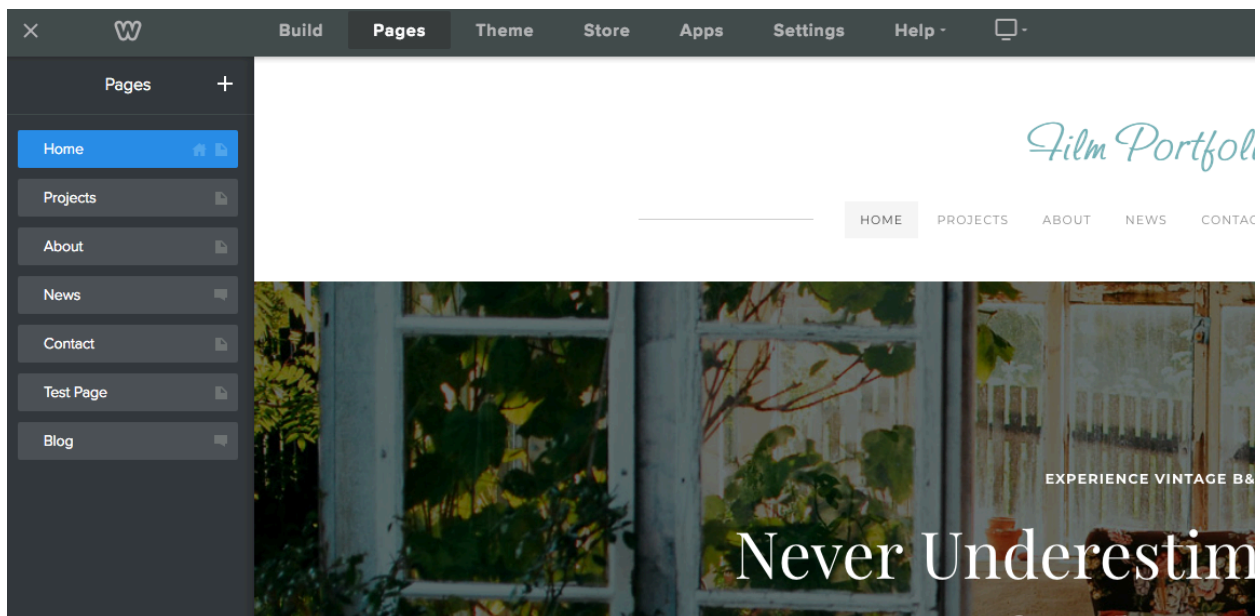 Build Pages Theme Store Apps Settings Help
Pages +
Home
Projects
About
News
Contact
Test Page
Blog
Film
HOME PROJECTS ABOUT NEWS
EXPERIENCE VINTAGE
Never